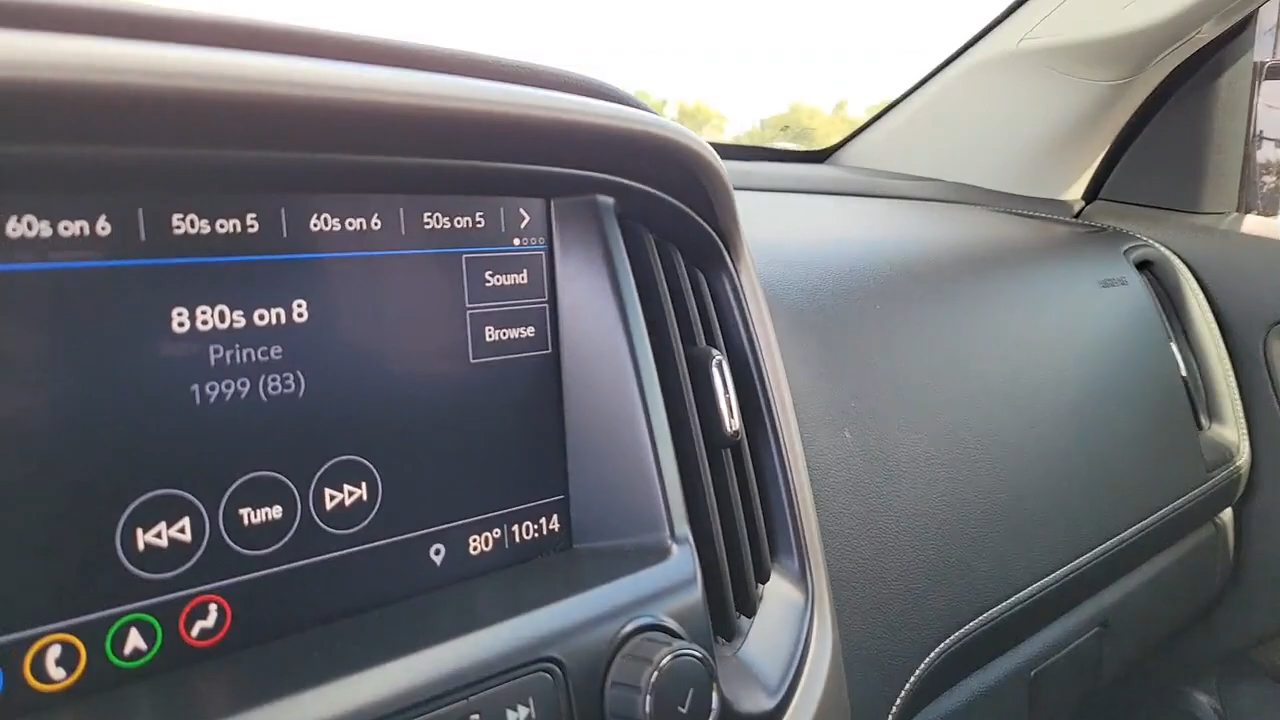 60s on 6 | 50s on 5 | 60s on 6 | 50s on 5
Sound
8 80s on 8
Browse
Prince
1999 (83)
Tune
80° 10:14